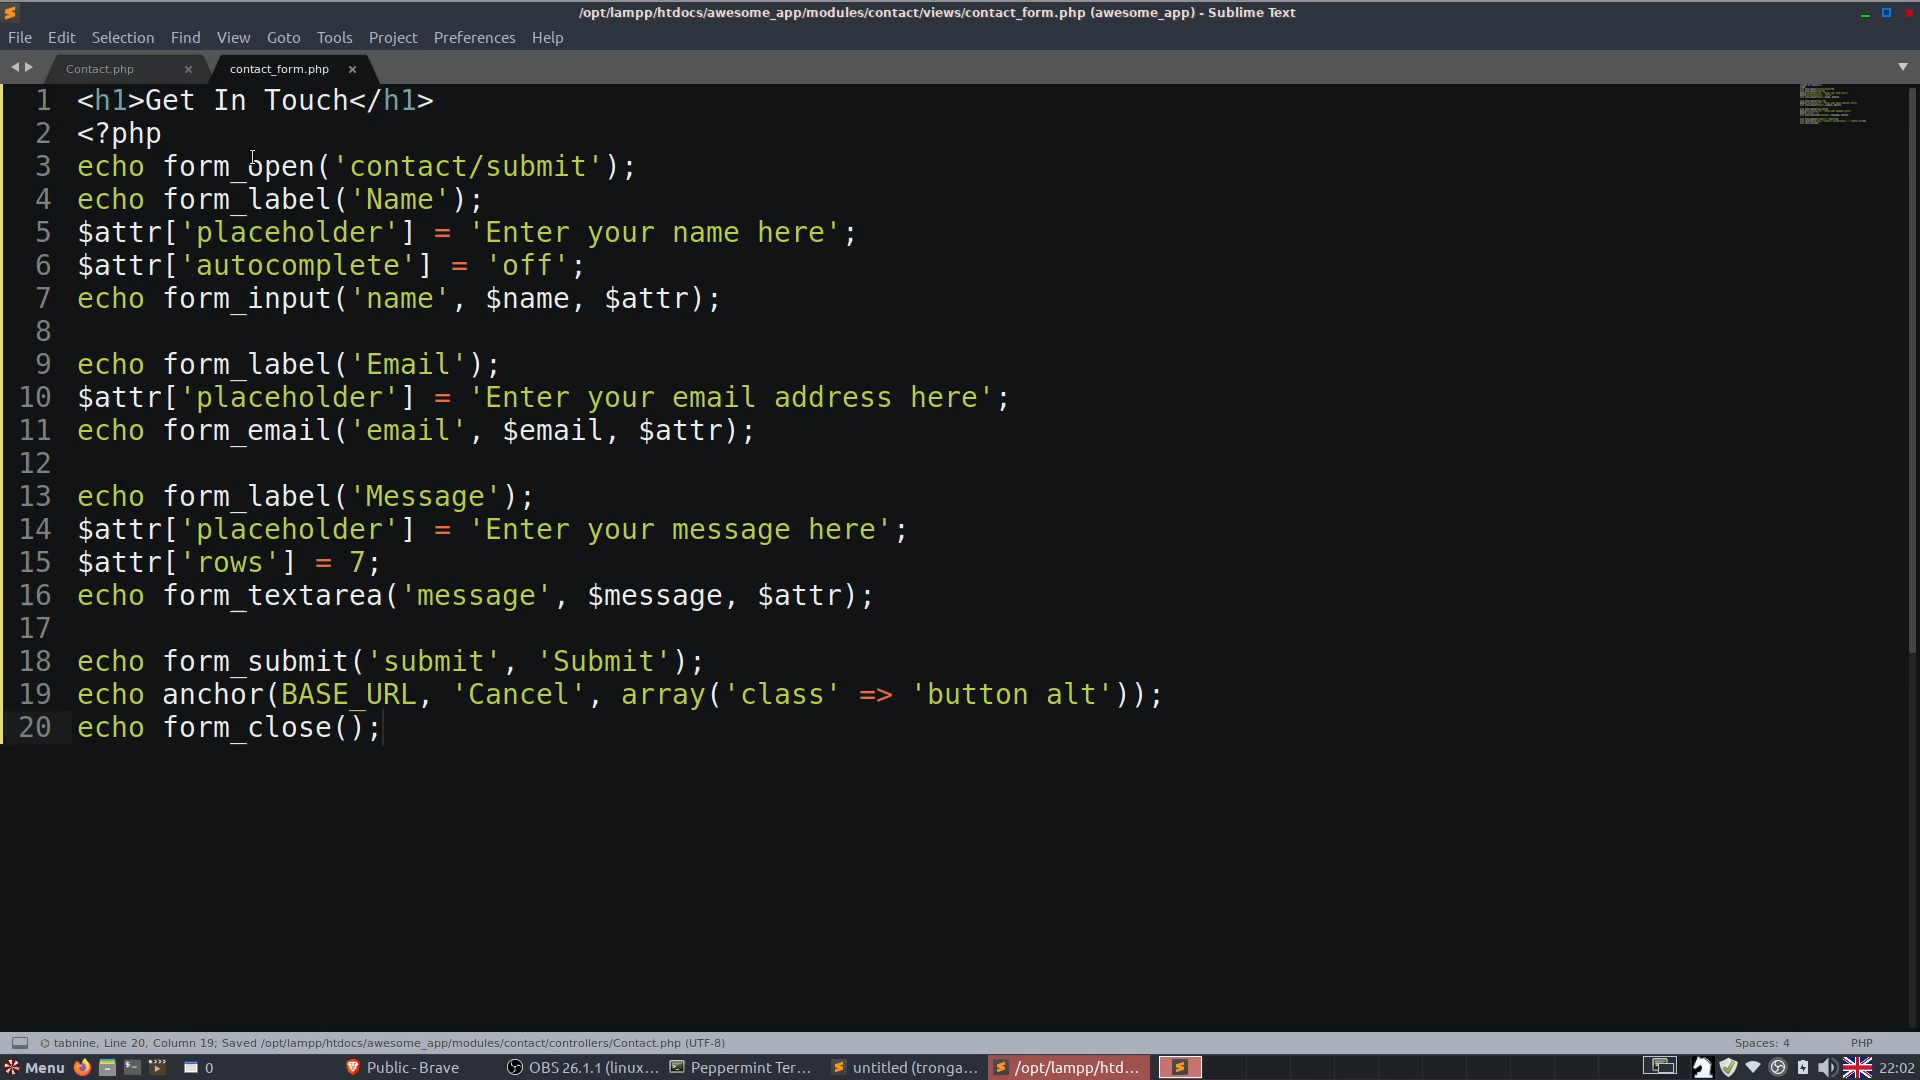 /opt/lampp/htdocs/awesome_app/modules/contact/views/contact_form.php (awesome_app) - Sublime Text
File Edit Selection Find View Goto Tools Project Preferences Help
Contact.php × contact_form.php ×
1 <h1>Get In Touch</h1>
2 <?php
3 echo form_open('contact/submit');
4 echo form_label('Name');
5 $attr['placeholder'] = 'Enter your name here';
6 $attr['autocomplete'] = 'off';
7 echo form_input('name', $name, $attr);
8
9 echo form_label('Email');
10 $attr['placeholder'] = 'Enter your email address here';
11 echo form_email('email', $email, $attr);
12
13 echo form_label('Message');
14 $attr['placeholder'] = 'Enter your message here';
15 $attr['rows'] = 7;
16 echo form_textarea('message', $message, $attr);
17
18 echo form_submit('submit', 'Submit');
19 echo anchor(BASE_URL, 'Cancel', array('class' => 'button alt'));
20 echo form_close();
tabnine, Line 20, Column 19; Saved /opt/lampp/htdocs/awesome_app/modules/contact/controllers/Contact.php (UTF-8) Spaces: 4 PHP
Menu 0 Public - Brave OBS 26.1.1 (linux... Peppermint Ter... untitled (tronga... /opt/lampp/htd... 22:02